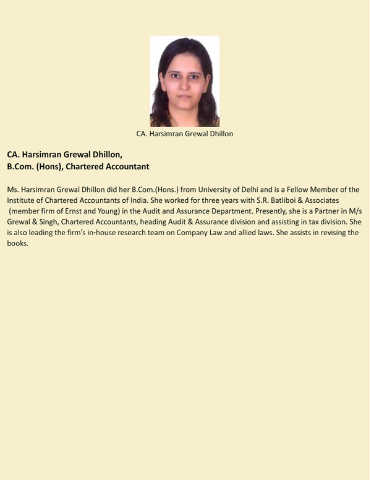 CA. Harsimran Grewal Dhillon
CA. Harsimran Grewal Dhillon,
B.Com. (Hons), Chartered Accountant
Ms. Harsimran Grewal Dhillon did her B.Com.(Hons.) from University of Delhi and is a Fellow Member of the
Institute of Chartered Accountants of India. She worked for three years with S.R. Batliboi & Associates
(member firm of Ernst and Young) in the Audit and Assurance Department. Presently, she is a Partner in M/s
Grewal & Singh, Chartered Accountants, heading Audit & Assurance division and assisting in tax division. She
is also leading the firm's in-house research team on Company Law and allied laws. She assists in revising the
books.